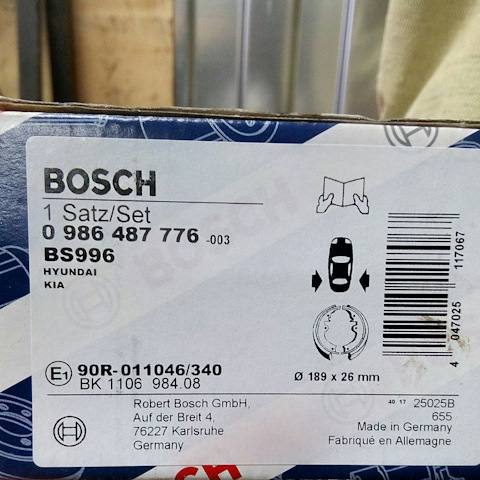 BOSCH
1 Satz/Set
0 986 487 776 -003
BS996
HYUNDAI
KIA
E1 90R-011046/340
BK 1106 984.08
Robert Bosch GmbH,
Auf der Breit 4,
76227 Karlsruhe
Germany
Ø 189 x 26 mm
40 17 25025B
655
Made in Germany
Fabriqué en Allemagne
4 047025 117067
BOSCH
SCH